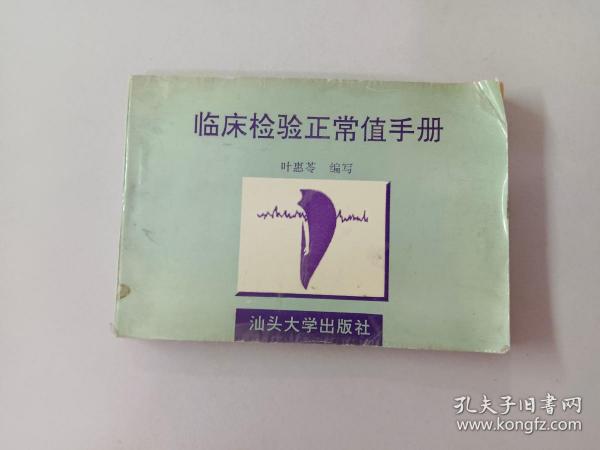 临床检验正常值手册
叶惠苓 编写
汕头大学出版社
孔夫子旧书网
www.kongfz.com